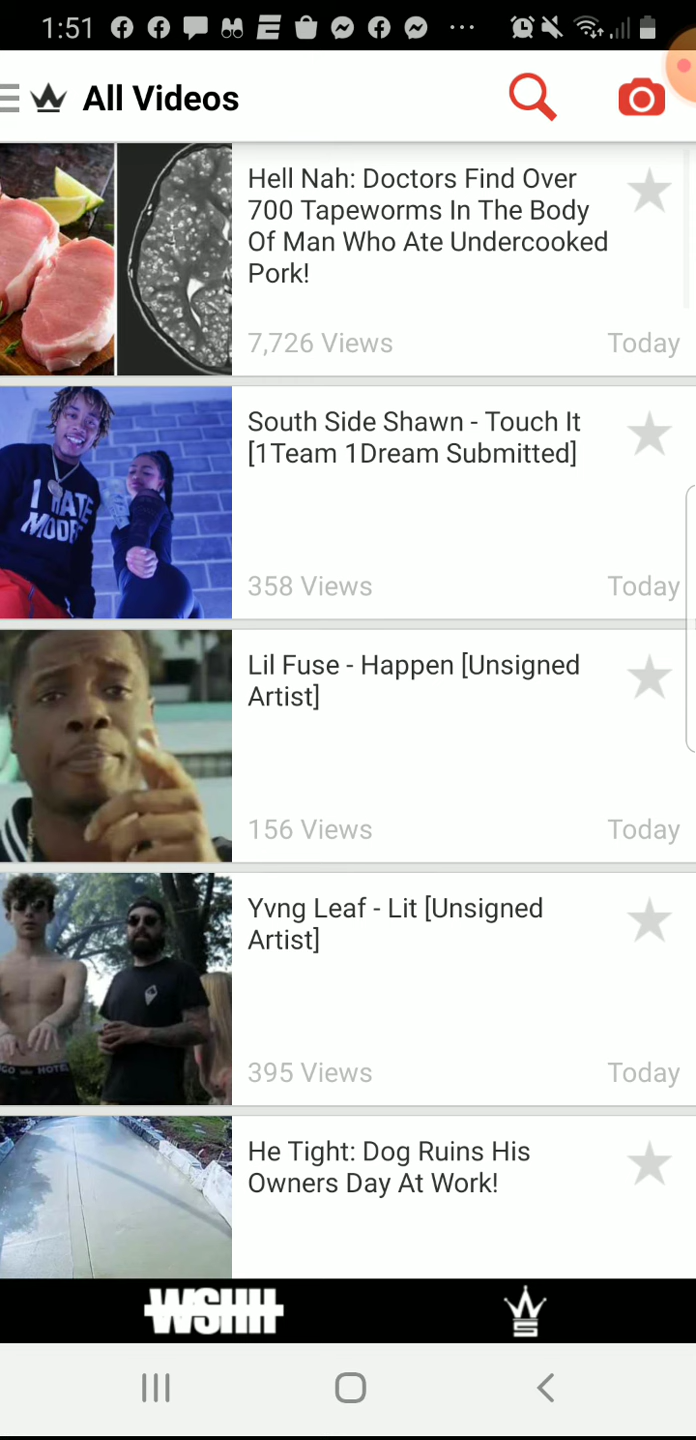 1:51
All Videos
Hell Nah: Doctors Find Over
700 Tapeworms In The Body
Of Man Who Ate Undercooked
Pork!
7,726 Views Today
South Side Shawn - Touch It
[1Team 1Dream Submitted]
358 Views Today
I HATE
Lil Fuse - Happen [Unsigned
Artist]
156 Views Today
Yvng Leaf - Lit [Unsigned
Artist]
395 Views Today
He Tight: Dog Ruins His
Owners Day At Work!
WSHH